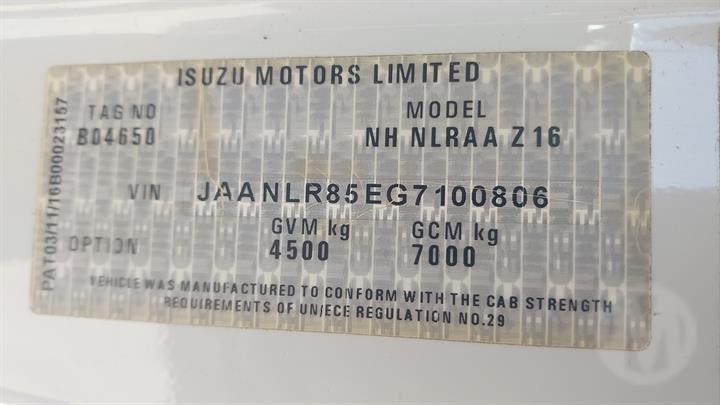 ISUZU MOTORS LIMITED
TAG NO MODEL
B04650 NH NLRAA Z16
VIN JAANLR85EG7100806
GVM kg GCM kg
OPTION 4500 7000
VEHICLE WAS MANUFACTURED TO CONFORM WITH THE CAB STRENGTH
REQUIREMENTS OF UN/ECE REGULATION NO.29
PAT03/11/16B00023157